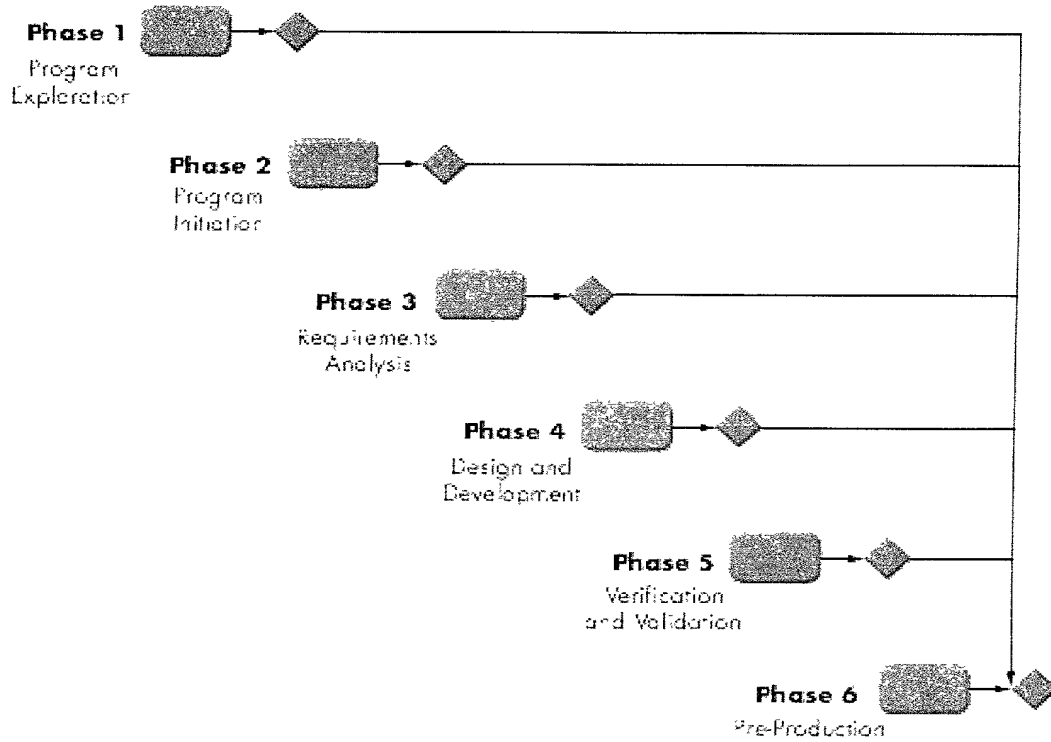 Phase 1
Program
Exploration
Phase 2
Program
Initiation
Phase 3
Requirements
Analysis
Phase 4
Design and
Development
Phase 5
Verification
and Validation
Phase 6
Pre-Production